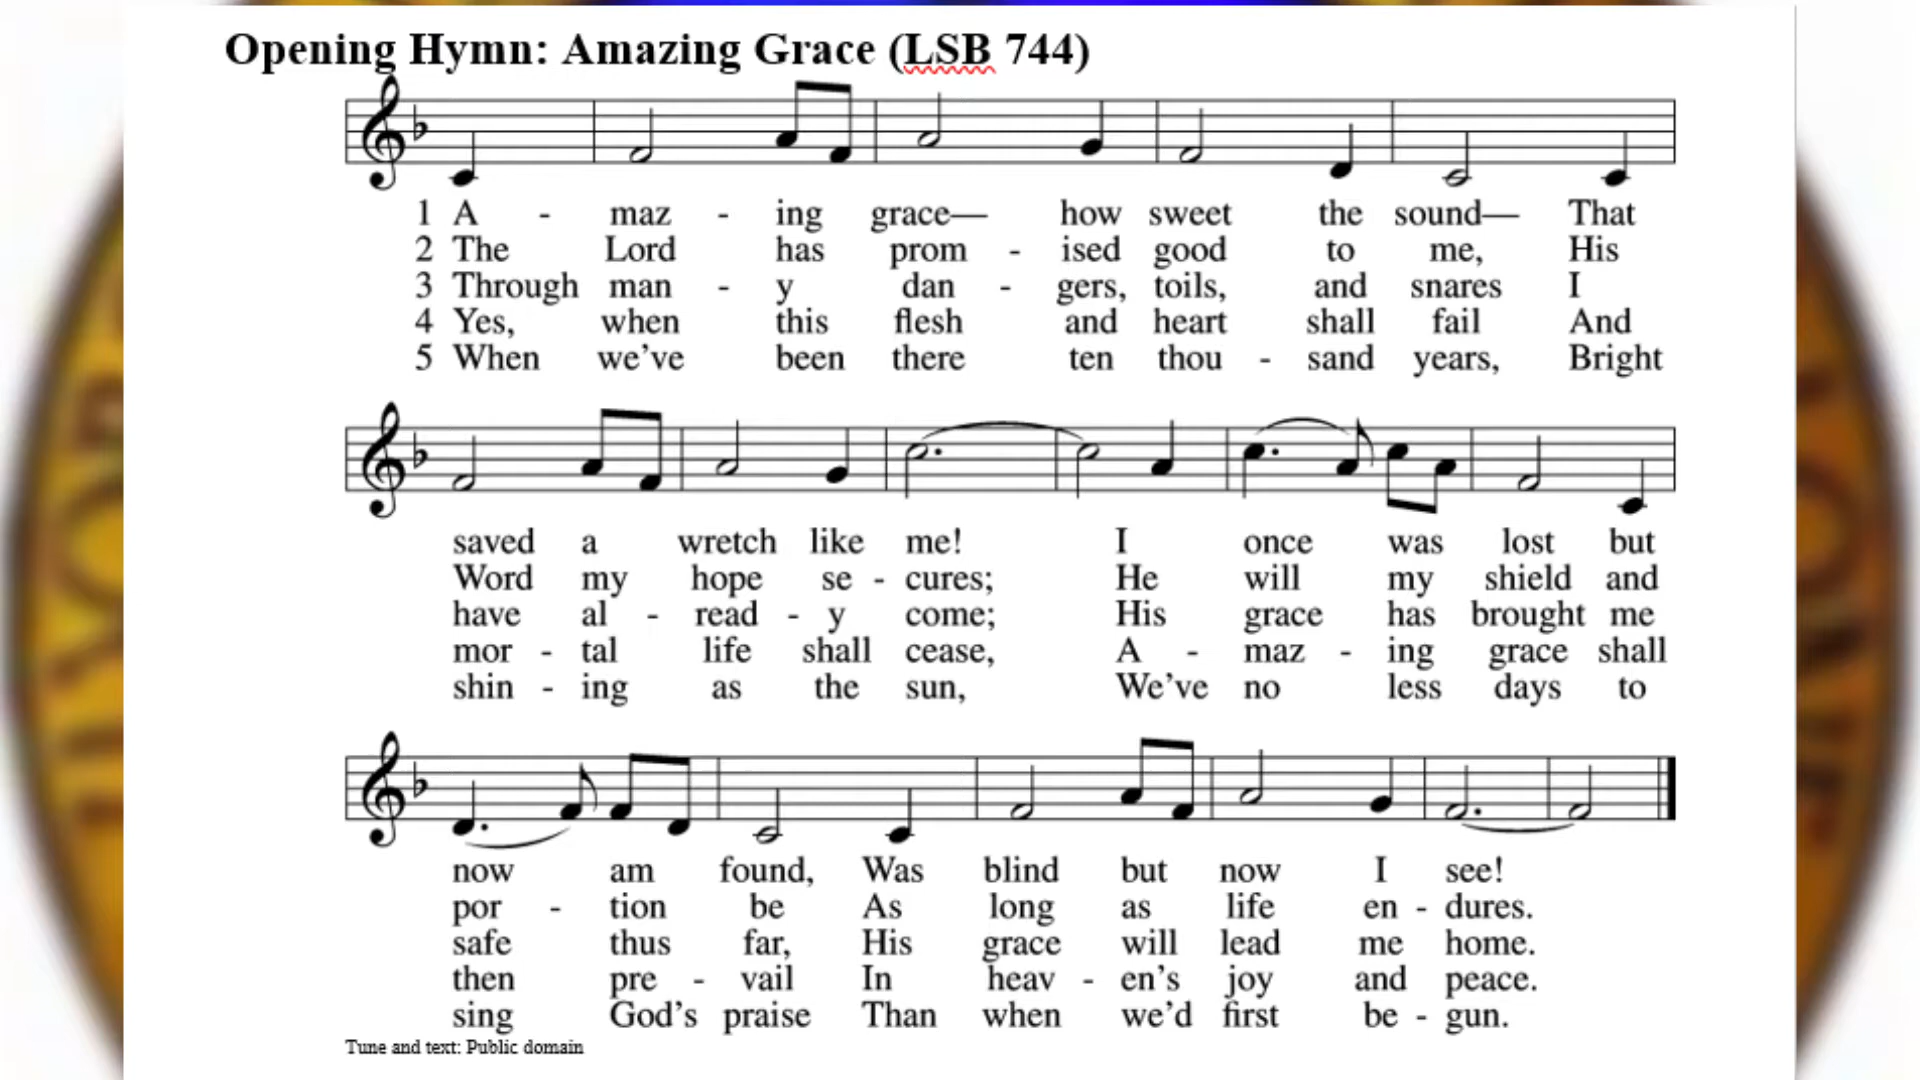 Opening Hymn: Amazing Grace (LSB 744)
1 A - maz - ing grace— how sweet the sound— That
2 The Lord has prom - ised good to me, His
3 Through man - y dan - gers, toils, and snares I
4 Yes, when this flesh and heart shall fail And
5 When we've been there ten thou - sand years, Bright
saved a wretch like me! I once was lost but
Word my hope se - cures; He will my shield and
have al - read - y come; His grace has brought me
mor - tal life shall cease, A - maz - ing grace shall
shin - ing as the sun, We've no less days to
now am found, Was blind but now I see!
por - tion be As long as life en - dures.
safe thus far, His grace will lead me home.
then pre - vail In heav - en's joy and peace.
sing God's praise Than when we'd first be - gun.
Tune and text: Public domain